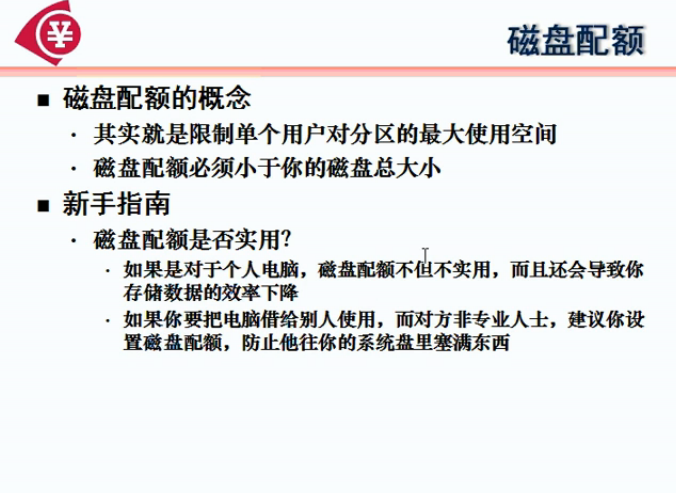 ¥
磁盘配额
■ 磁盘配额的概念
· 其实就是限制单个用户对分区的最大使用空间
· 磁盘配额必须小于你的磁盘总大小
■ 新手指南
· 磁盘配额是否实用？
· 如果是对于个人电脑，磁盘配额不但不实用，而且还会导致你
存储数据的效率下降
· 如果你要把电脑借给别人使用，而对方非专业人士，建议你设
置磁盘配额，防止他往你的系统盘里塞满东西